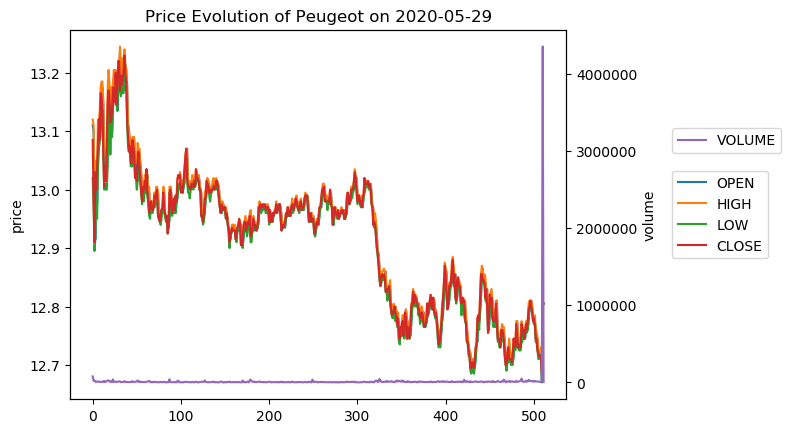 Price Evolution of Peugeot on 2020-05-29
price
13.2
13.1
13.0
12.9
12.8
12.7
0
100
200
300
400
500
4000000
3000000
2000000
1000000
0
volume
VOLUME
OPEN
HIGH
LOW
CLOSE